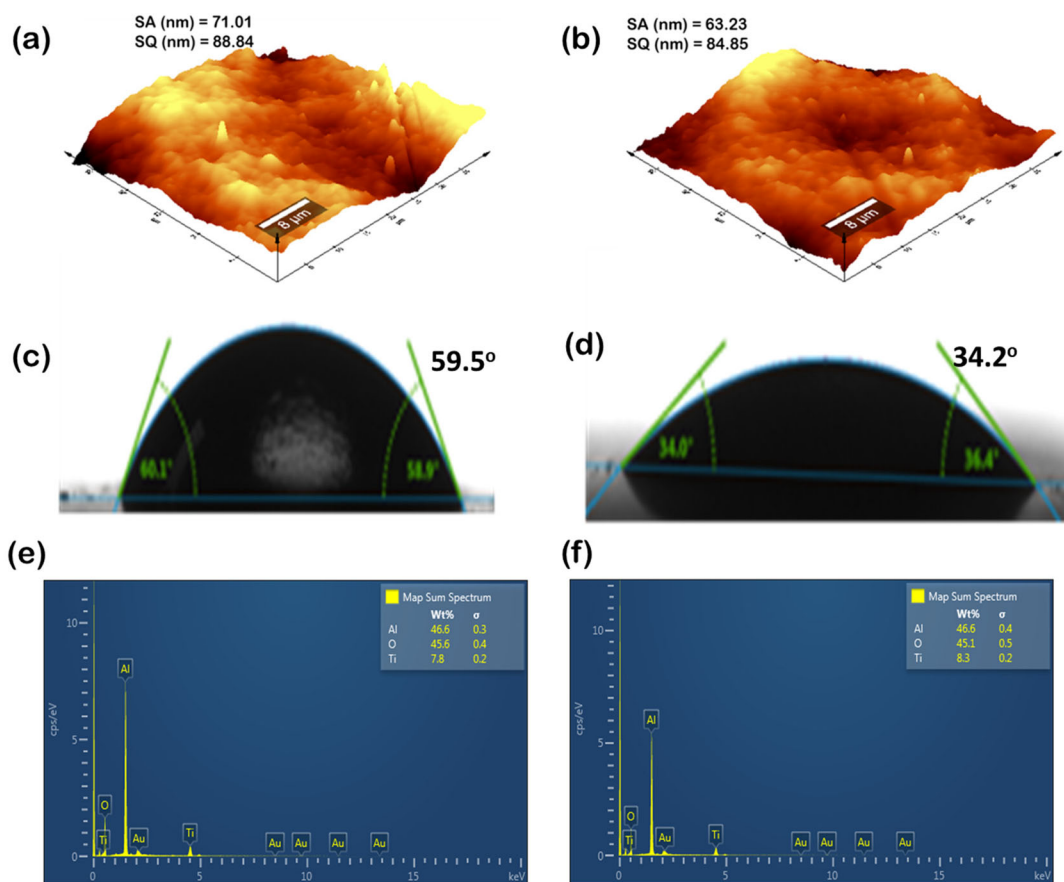 (a)
SA (nm) = 71.01
SQ (nm) = 88.84
8 µm
(b)
SA (nm) = 63.23
SQ (nm) = 84.85
8 µm
(c)
59.5°
60.1°
58.9°
(d)
34.2°
34.0°
36.4°
(e)
Map Sum Spectrum
Wt% σ
Al 46.6 0.3
O 45.6 0.4
Ti 7.8 0.2
cps/eV
10
5
0
Al
O
Ti
Au
Ti
Au
Au
Au
Au
0 5 10 15 keV
(f)
Map Sum Spectrum
Wt% σ
Al 46.6 0.4
O 45.1 0.5
Ti 8.3 0.2
cps/eV
10
5
0
Al
O
Ti
Au
Ti
Au
Au
Au
Au
0 5 10 15 keV